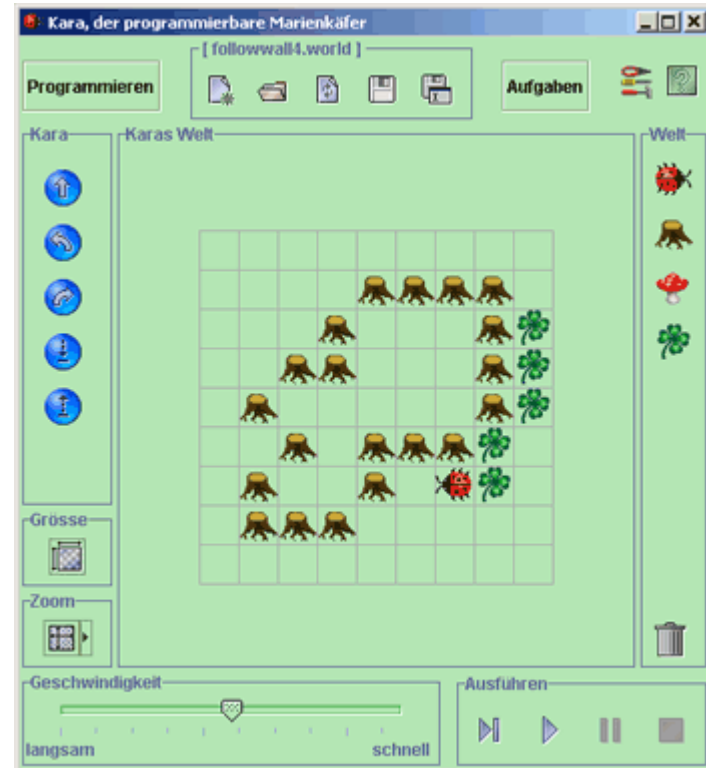 Kara, der programmierbare Marienkäfer
[ followwall4.world ]
Programmieren
Aufgaben
Kara
Karas Welt
Welt
Grösse
Zoom
Geschwindigkeit
langsam
schnell
Ausführen